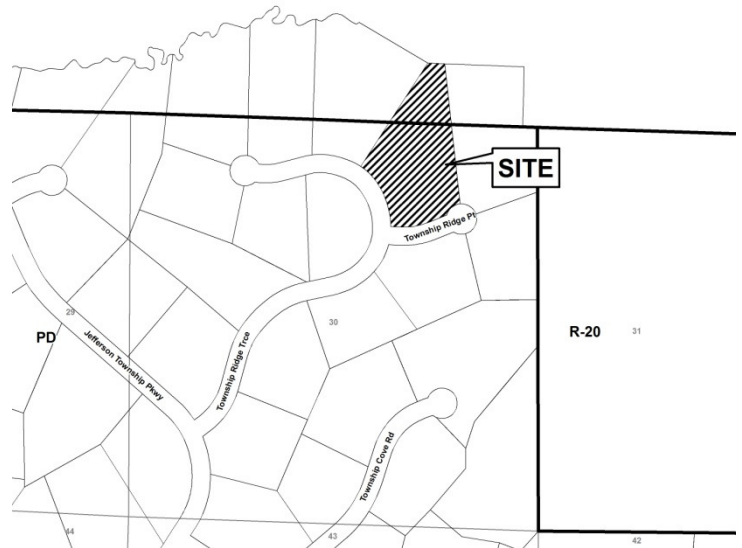 SITE
Township Ridge Pt
29
30
R-20
31
PD
Jefferson Township Pkwy
Township Ridge Trce
Township Cove Rd
44
43
42